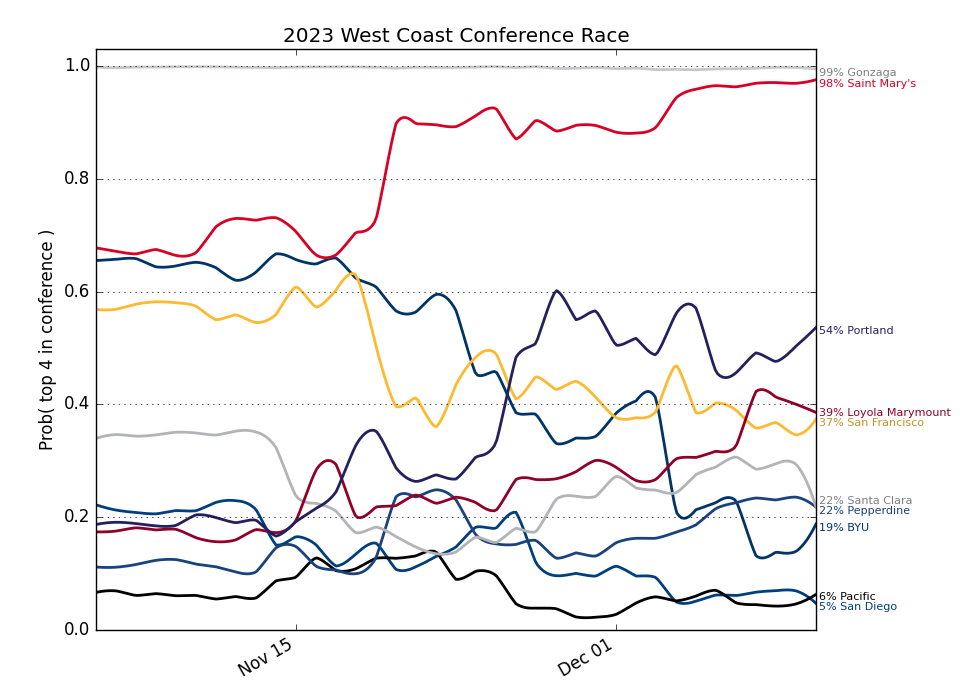 2023 West Coast Conference Race
Prob( top 4 in conference )
1.0
0.8
0.6
0.4
0.2
0.0
Nov 15
Dec 01
99% Gonzaga
98% Saint Mary's
54% Portland
39% Loyola Marymount
37% San Francisco
22% Santa Clara
22% Pepperdine
19% BYU
6% Pacific
5% San Diego